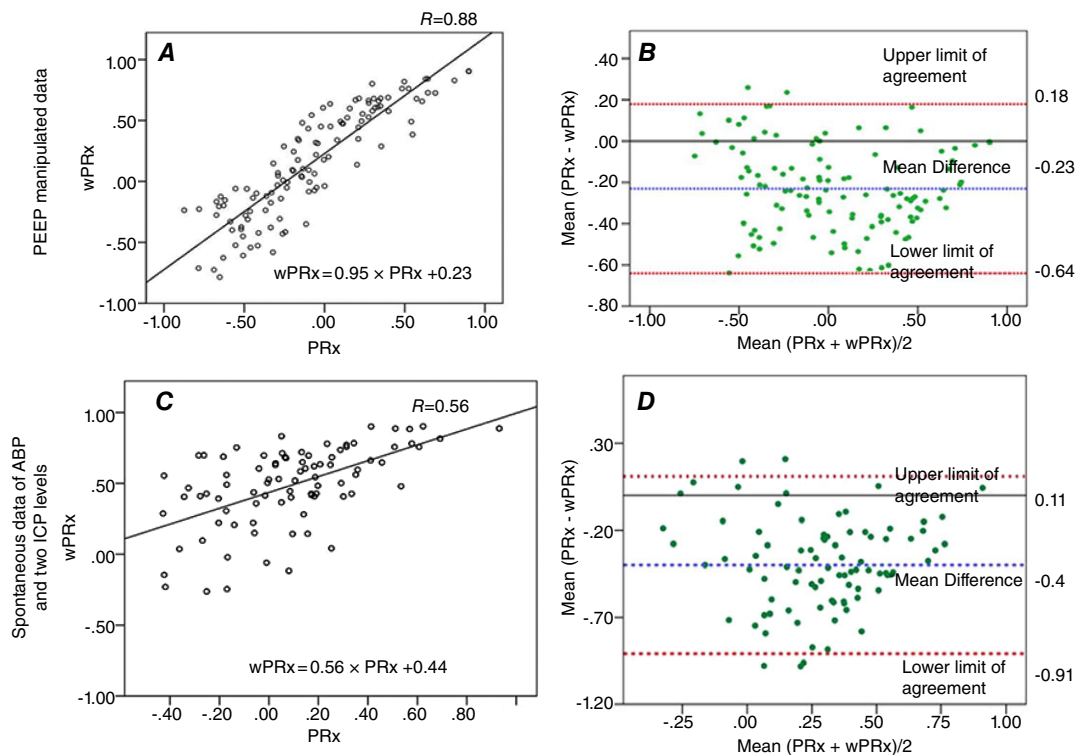 R=0.88
A
PEEP manipulated data
wPRx
1.00
.50
.00
-.50
-1.00
wPRx=0.95 × PRx +0.23
-1.00
-.50
.00
.50
1.00
PRx
B
Mean (PRx - wPRx)
.40
.20
.00
-.20
-.40
-.60
-.80
Upper limit of
agreement
0.18
Mean Difference
-0.23
Lower limit of
agreement
-0.64
-1.00
-.50
.00
.50
1.00
Mean (PRx + wPRx)/2
C
R=0.56
Spontaneous data of ABP
and two ICP levels
wPRx
1.00
.50
.00
-.50
-1.00
wPRx=0.56 × PRx +0.44
-.40
-.20
.00
.20
.40
.60
.80
PRx
D
Mean (PRx - wPRx)
.30
-.20
-.70
-1.20
Upper limit of
agreement
0.11
Mean Difference
-0.4
Lower limit of
agreement
-0.91
-.25
.00
.25
.50
.75
1.00
Mean (PRx + wPRx)/2